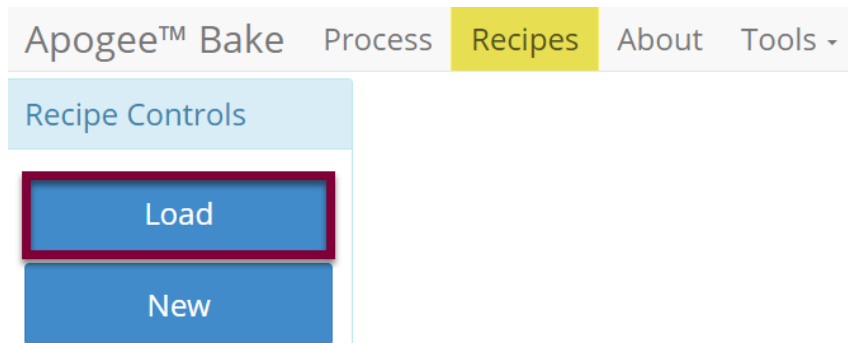 Apogee™ Bake Process Recipes About Tools
Recipe Controls
Load
New